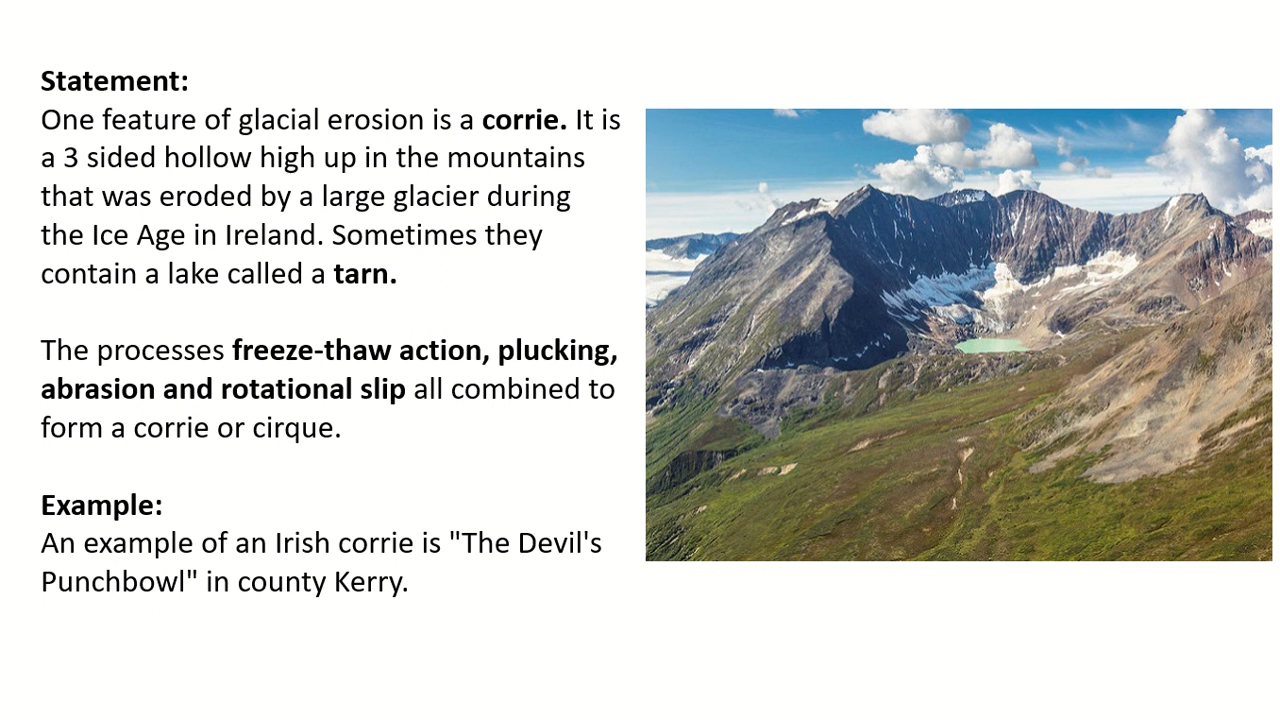 Statement:
One feature of glacial erosion is a corrie. It is
a 3 sided hollow high up in the mountains
that was eroded by a large glacier during
the Ice Age in Ireland. Sometimes they
contain a lake called a tarn.
The processes freeze-thaw action, plucking,
abrasion and rotational slip all combined to
form a corrie or cirque.
Example:
An example of an Irish corrie is "The Devil's
Punchbowl" in county Kerry.